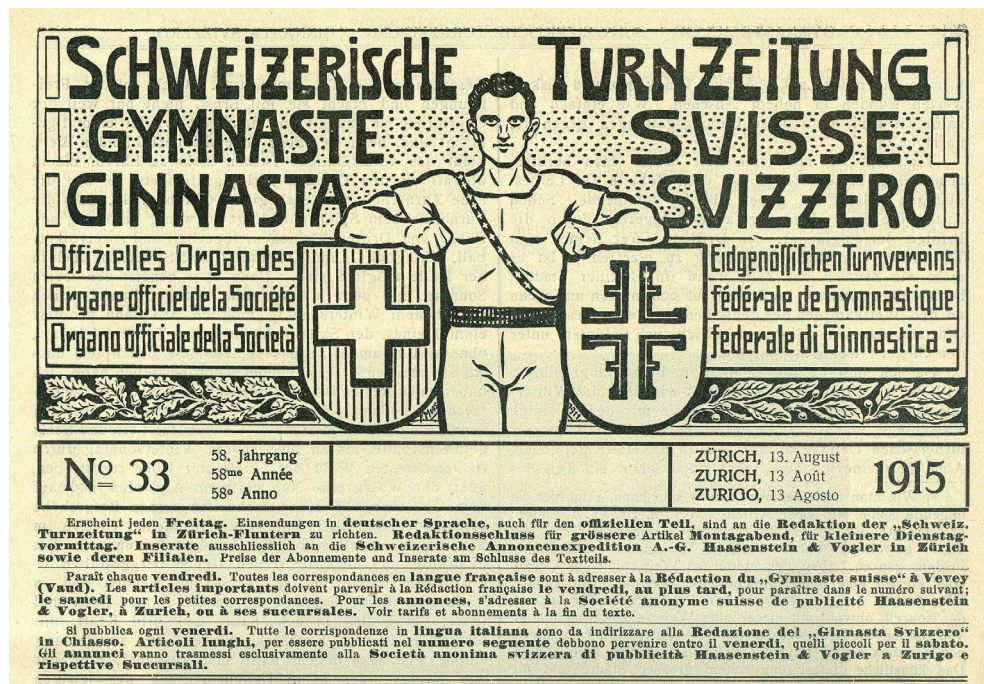 SCHWEIZERISCHE TURNZEITUNG
GYMNASTE SUISSE
GINNASTA SVIZZERO
Offizielles Organ des Eidgenössischen Turnvereins
Organe officiel de la Société fédérale de Gymnastique
Organo officiale della Società federale di Ginnastica
No 33
58. Jahrgang
58me Année
58o Anno
ZÜRICH, 13. August
ZURICH, 13 Août
ZURIGO, 13 Agosto
1915
Erscheint jeden Freitag. Einsendungen in deutscher Sprache, auch für den offiziellen Teil, sind an die Redaktion der „Schweiz.
Turnzeitung“ in Zürich-Fluntern zu richten. Redaktionsschluss für grössere Artikel Montagabend, für kleinere Dienstag-
vormittag. Inserate ausschliesslich an die Schweizerische Annoncenexpedition A.-G. Haasenstein & Vogler in Zürich
sowie deren Filialen. Preise der Abonnemente und Inserate am Schlusse des Textteils.
Paraît chaque vendredi. Toutes les correspondances en langue française sont à adresser à la Rédaction du „Gymnaste suisse“ à Vevey
(Vaud). Les articles importants doivent parvenir à la Rédaction française le vendredi, au plus tard, pour paraître dans le numéro suivant;
le samedi pour les petites correspondances. Pour les annonces, s'adresser à la Société anonyme suisse de publicité Haasenstein
& Vogler, à Zurich, ou à ses succursales. Voir tarifs et abonnements à la fin du texte.
Si pubblica ogni venerdi. Tutte le corrispondenze in lingua italiana sono da indirizzare alla Redazione del „Ginnasta Svizzero“
in Chiasso. Articoli lunghi, per essere pubblicati nel numero seguente debbono pervenire entro il venerdi, quelli piccoli per il sabato.
Gli annunci vanno trasmessi esclusivamente alla Società anonima svizzera di pubblicità Haasenstein & Vogler a Zurigo e
rispettive Succursali.